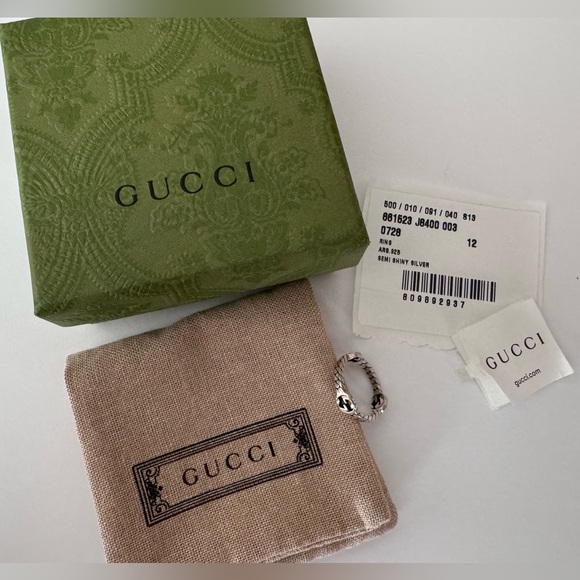 GUCCI
500 / 010 / 091 / 040 813
661523 J8400 003
0728 12
RING
ARG.925
SEMI SHINY SILVER
809892937
GUCCI
gucci.com
GUCCI